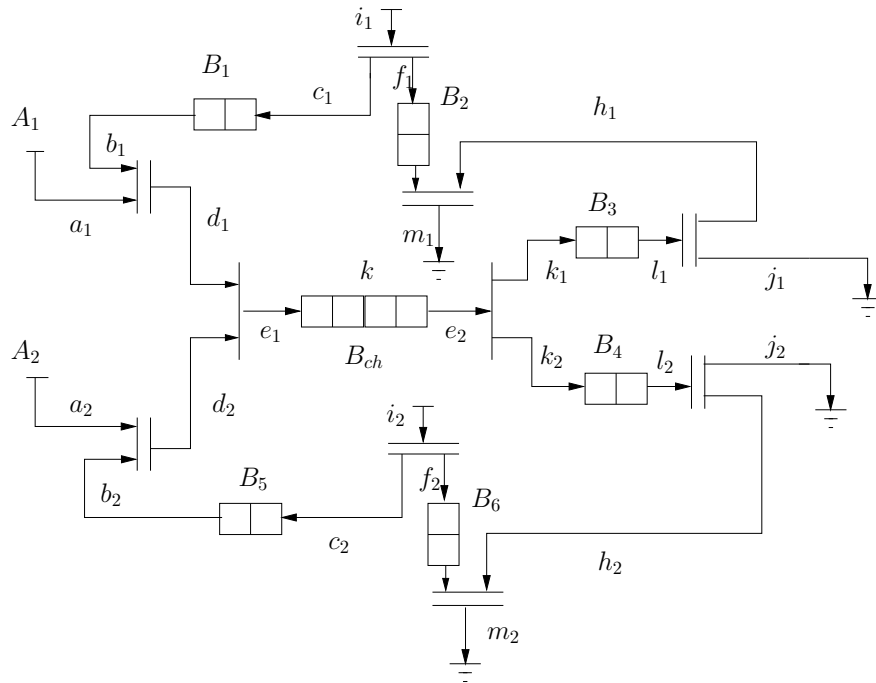 i₁
B₁
f₁
c₁
B₂
h₁
A₁
b₁
a₁
d₁
B₃
m₁
k
k₁
l₁
j₁
e₁
e₂
B_ch
A₂
k₂
B₄
l₂
j₂
a₂
d₂
i₂
B₅
f₂
B₆
b₂
c₂
h₂
m₂